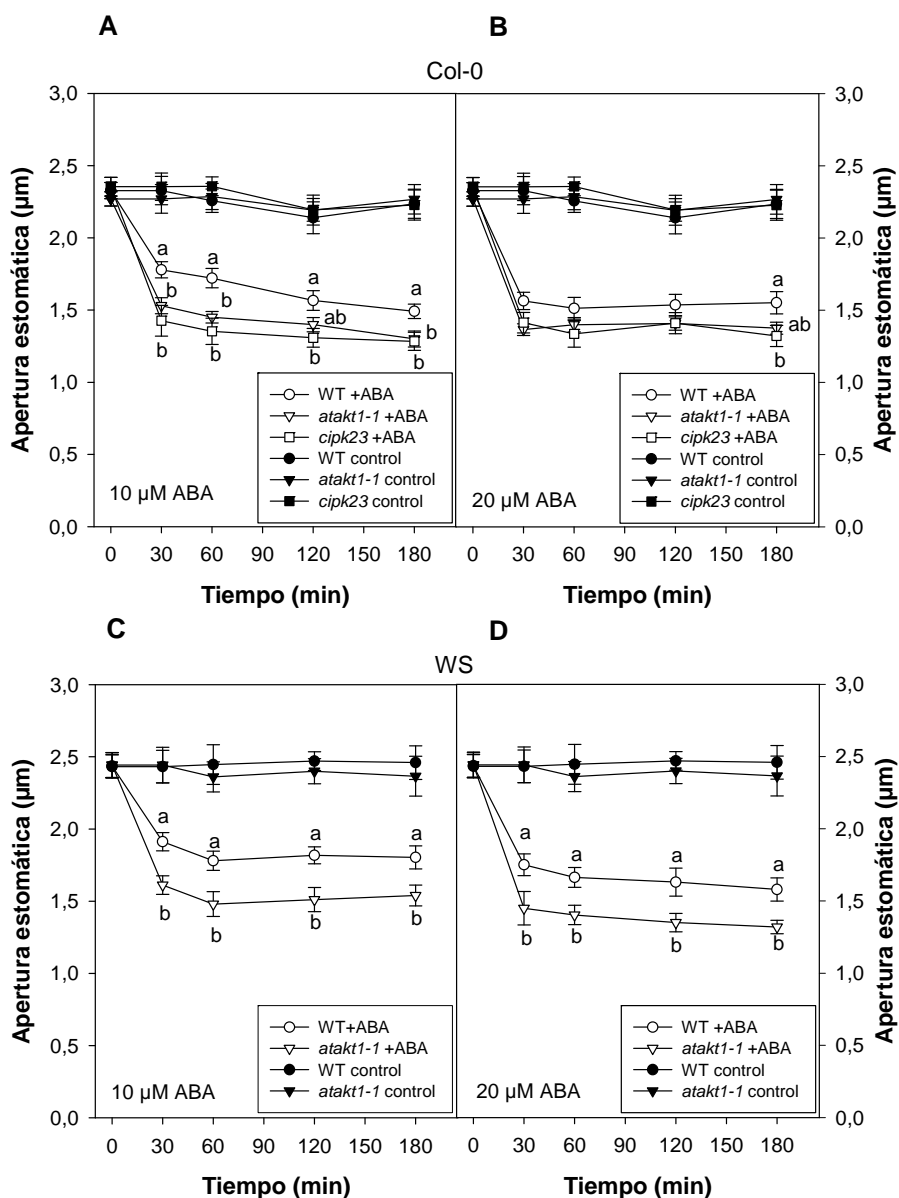 A
B
Col-0
3,0
2,5
2,0
1,5
1,0
0,5
0,0
Apertura estomática (µm)
a
a
a
a
b
b
ab
b
b
b
b
b
WT +ABA
atakt1-1 +ABA
cipk23 +ABA
WT control
atakt1-1 control
cipk23 control
10 µM ABA
0 30 60 90 120 150 180
Tiempo (min)
a
ab
b
WT +ABA
atakt1-1 +ABA
cipk23 +ABA
WT control
atakt1-1 control
cipk23 control
20 µM ABA
0 30 60 90 120 150 180
Tiempo (min)
3,0
2,5
2,0
1,5
1,0
0,5
0,0
Apertura estomática (µm)
C
D
WS
3,0
2,5
2,0
1,5
1,0
0,5
0,0
Apertura estomática (µm)
a
a
a
a
b
b
b
b
WT+ABA
atakt1-1 +ABA
WT control
atakt1-1 control
10 µM ABA
0 30 60 90 120 150 180
Tiempo (min)
a
a
a
a
b
b
b
b
WT +ABA
atakt1-1 +ABA
WT control
atakt1-1 control
20 µM ABA
0 30 60 90 120 150 180
Tiempo (min)
3,0
2,5
2,0
1,5
1,0
0,5
0,0
Apertura estomática (µm)